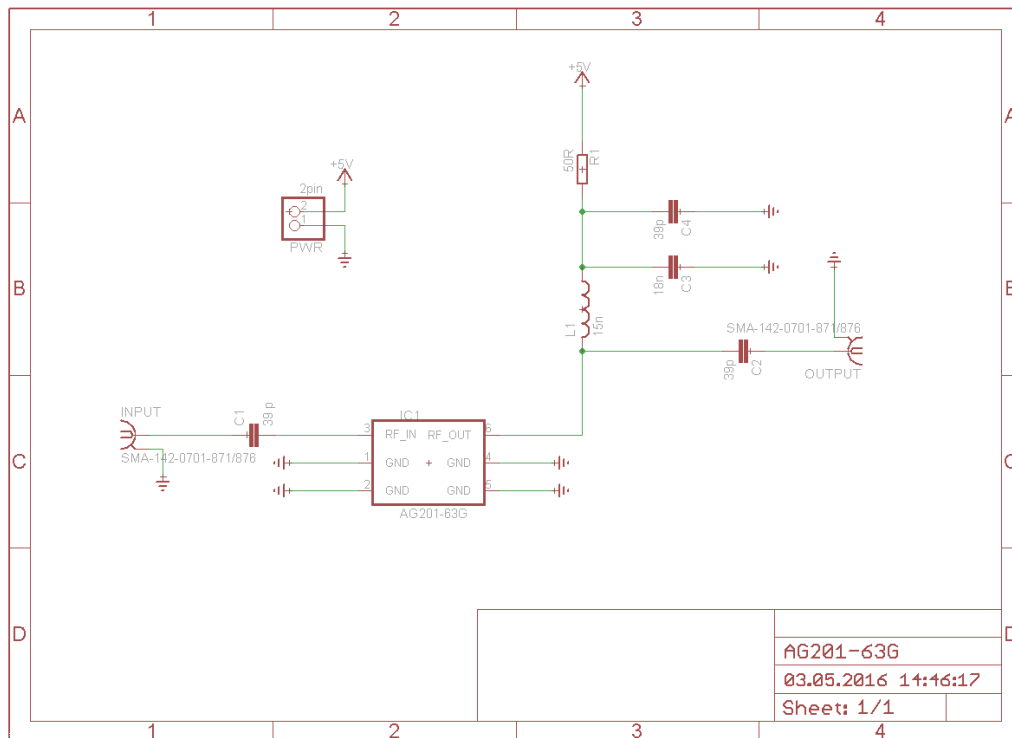 1 2 3 4
A A
+5V
50R
R1
+5V
2pin
2
1
PWR
39p
C4
B
18n
C3
L1
15n
SMA-142-0701-871/876
39p
C2
OUTPUT
INPUT
C1
39 p
SMA-142-0701-871/876
IC1
3 RF_IN RF_OUT 6
1 GND GND 4
2 GND GND 5
AG201-63G
C
D
AG201-63G
03.05.2016 14:46:17
Sheet: 1/1
1 2 3 4